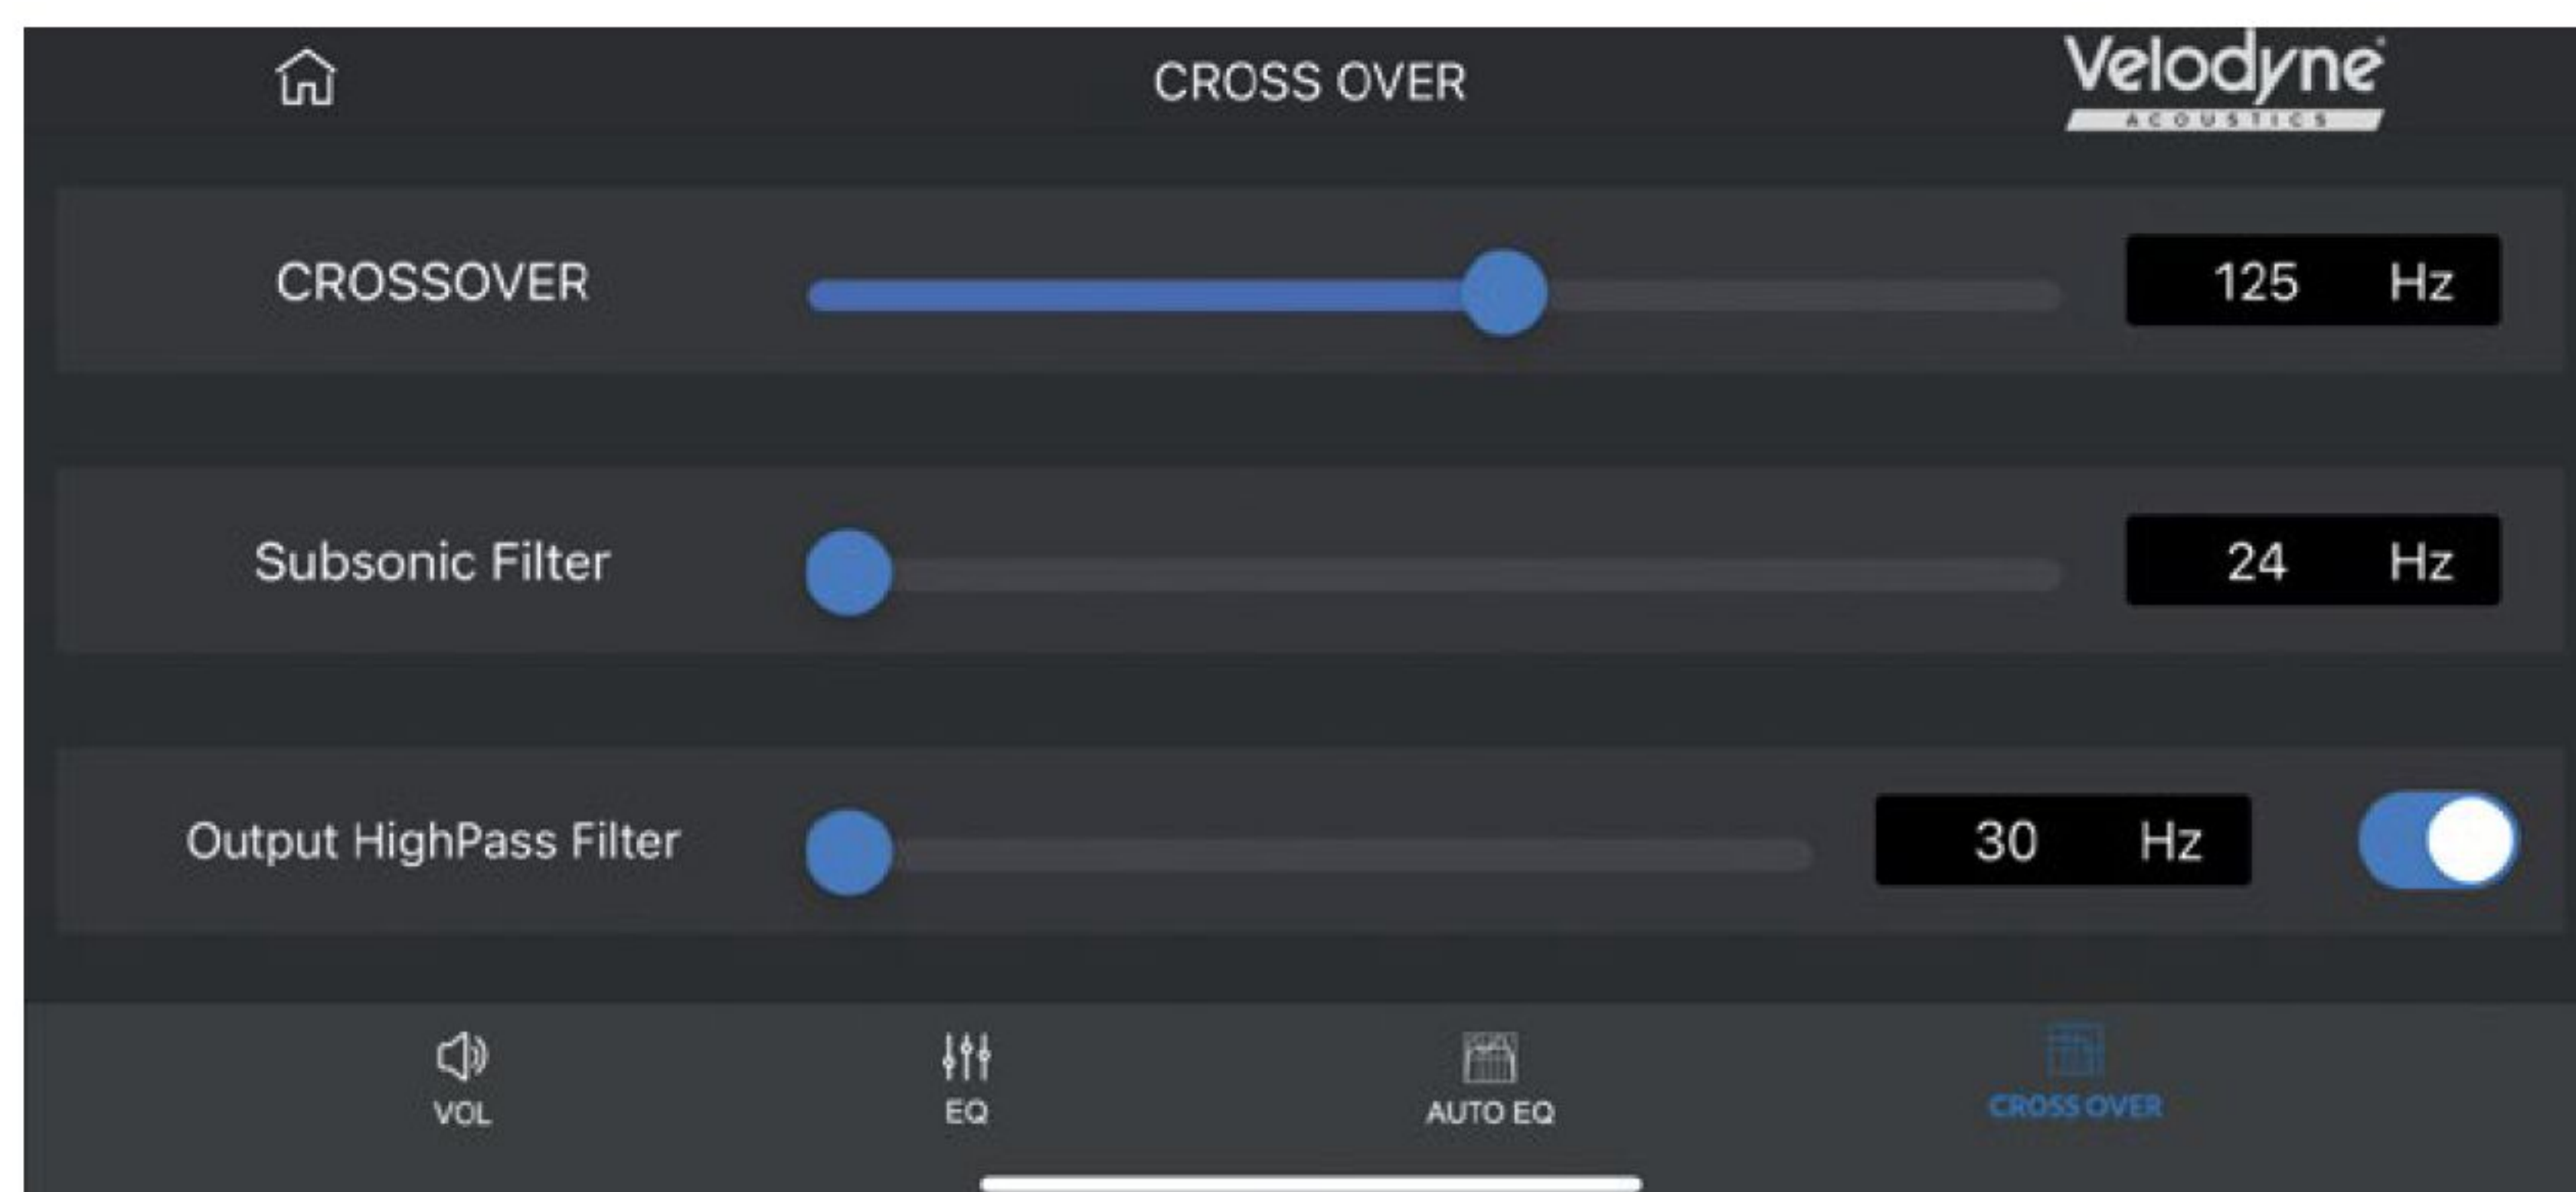 CROSS OVER
Velodyne
ACOUSTICS
CROSSOVER
125 Hz
Subsonic Filter
24 Hz
Output HighPass Filter
30 Hz
VOL
EQ
AUTO EQ
CROSS OVER